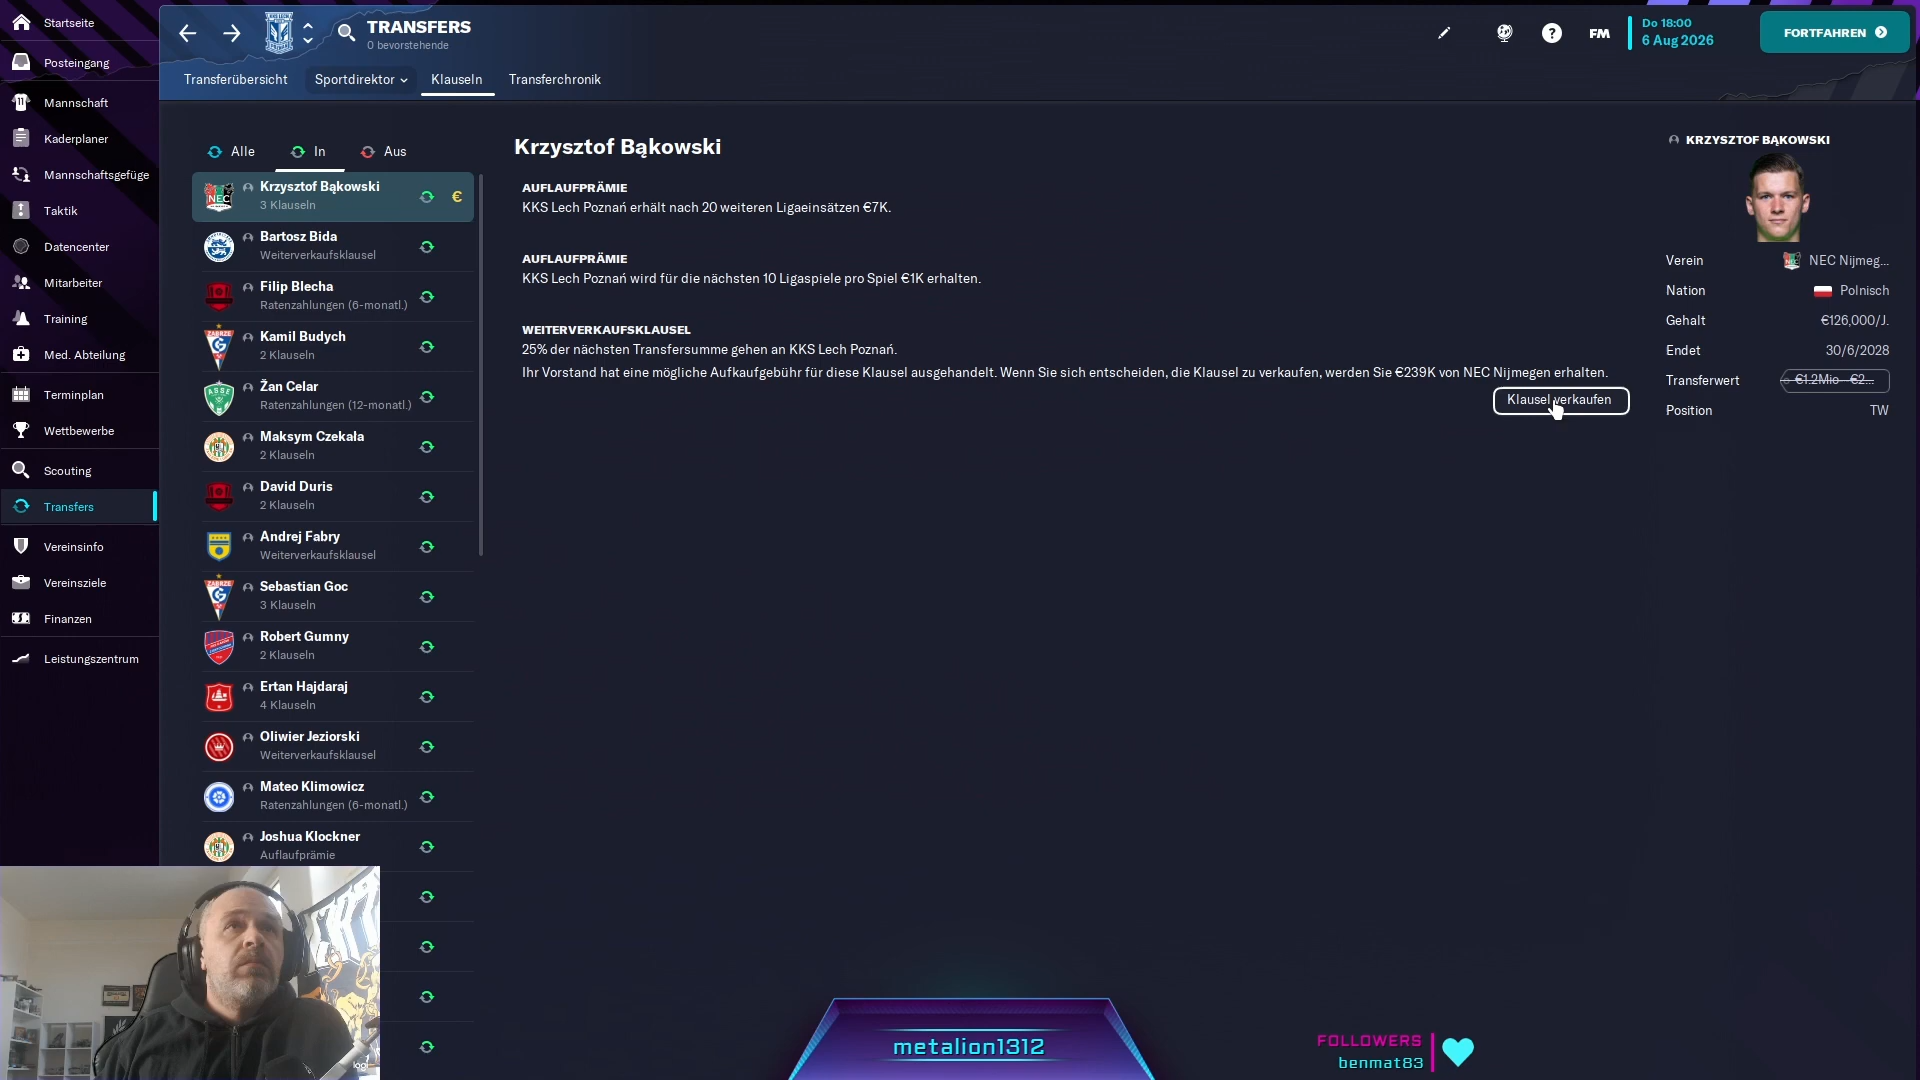 Startseite
Posteingang
Mannschaft
Kaderplaner
Mannschaftsgefüge
Taktik
Datencenter
Mitarbeiter
Training
Med. Abteilung
Terminplan
Wettbewerbe
Scouting
Transfers
Vereinsinfo
Vereinsziele
Finanzen
Leistungszentrum
TRANSFERS
0 bevorstehende
FM
Do 18:00
6 Aug 2026
FORTFAHREN
Transferübersicht
Sportdirektor
Klauseln
Transferchronik
Alle
In
Aus
Krzysztof Bąkowski
3 Klauseln
€
Bartosz Bida
Weiterverkaufsklausel
Filip Blecha
Ratenzahlungen (6-monatl.)
Kamil Budych
2 Klauseln
Žan Celar
Ratenzahlungen (12-monatl.)
Maksym Czekala
2 Klauseln
David Duris
2 Klauseln
Andrej Fabry
Weiterverkaufsklausel
Sebastian Goc
3 Klauseln
Robert Gumny
2 Klauseln
Ertan Hajdaraj
4 Klauseln
Oliwier Jeziorski
Weiterverkaufsklausel
Mateo Klimowicz
Ratenzahlungen (6-monatl.)
Joshua Klockner
Auflaufprämie
Krzysztof Bąkowski
AUFLAUFPRÄMIE
KKS Lech Poznań erhält nach 20 weiteren Ligaeinsätzen €7K.
AUFLAUFPRÄMIE
KKS Lech Poznań wird für die nächsten 10 Ligaspiele pro Spiel €1K erhalten.
WEITERVERKAUFSKLAUSEL
25% der nächsten Transfersumme gehen an KKS Lech Poznań.
Ihr Vorstand hat eine mögliche Aufkaufgebühr für diese Klausel ausgehandelt. Wenn Sie sich entscheiden, die Klausel zu verkaufen, werden Sie €239K von NEC Nijmegen erhalten.
Klausel verkaufen
KRZYSZTOF BĄKOWSKI
Verein NEC Nijmeg...
Nation Polnisch
Gehalt €126,000/J.
Endet 30/6/2028
Transferwert €1.2Mio - €2...
Position TW
metalion1312
FOLLOWERS
benmat83